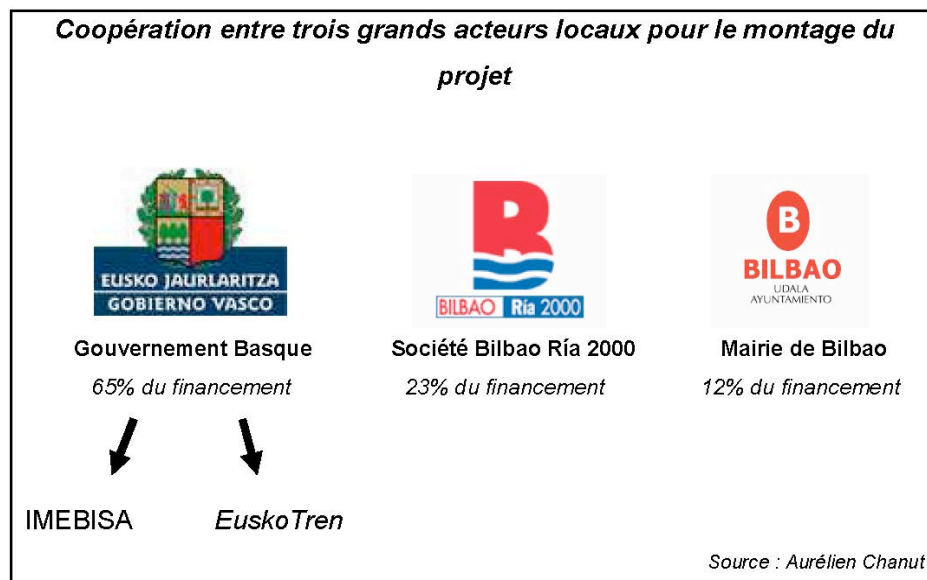 Coopération entre trois grands acteurs locaux pour le montage du
projet
EUSKO JAURLARITZA
GOBIERNO VASCO
BILBAO Ría 2000
B
BILBAO
UDALA
AYUNTAMIENTO
Gouvernement Basque
Société Bilbao Ría 2000
Mairie de Bilbao
65% du financement
23% du financement
12% du financement
IMEBISA
EuskoTren
Source : Aurélien Chanut